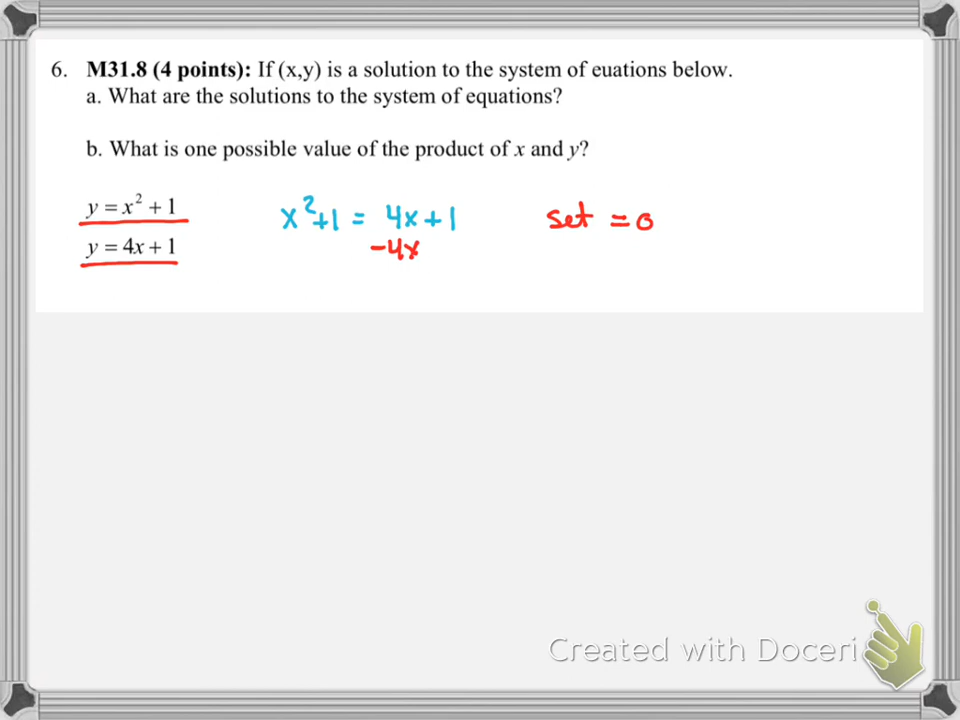 6. M31.8 (4 points): If (x,y) is a solution to the system of euations below.
a. What are the solutions to the system of equations?
b. What is one possible value of the product of x and y?
y = x² + 1
x²+1 = 4x+1
set = 0
y = 4x + 1
-4x
Created with Doceri